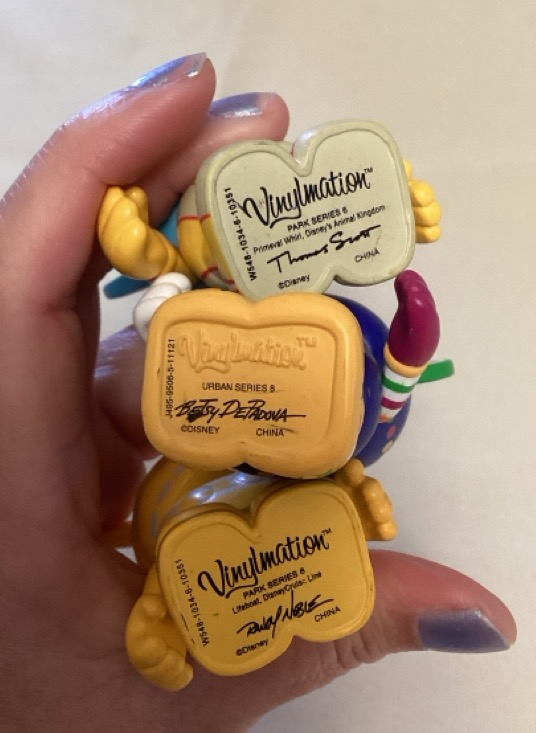 Vinylmation™
PARK SERIES 6
Primeval Whirl, Disney's Animal Kingdom
Thomas Scott
©Disney CHINA
W548-1034-6-10351
Vinylmation™
URBAN SERIES 8
BETSY DEPADOVA
©DISNEY CHINA
J495-9506-5-11121
Vinylmation™
PARK SERIES 6
Lifeboat, Disney Cruise Line
RANDY NOBLE
©Disney CHINA
W548-1034-6-10351